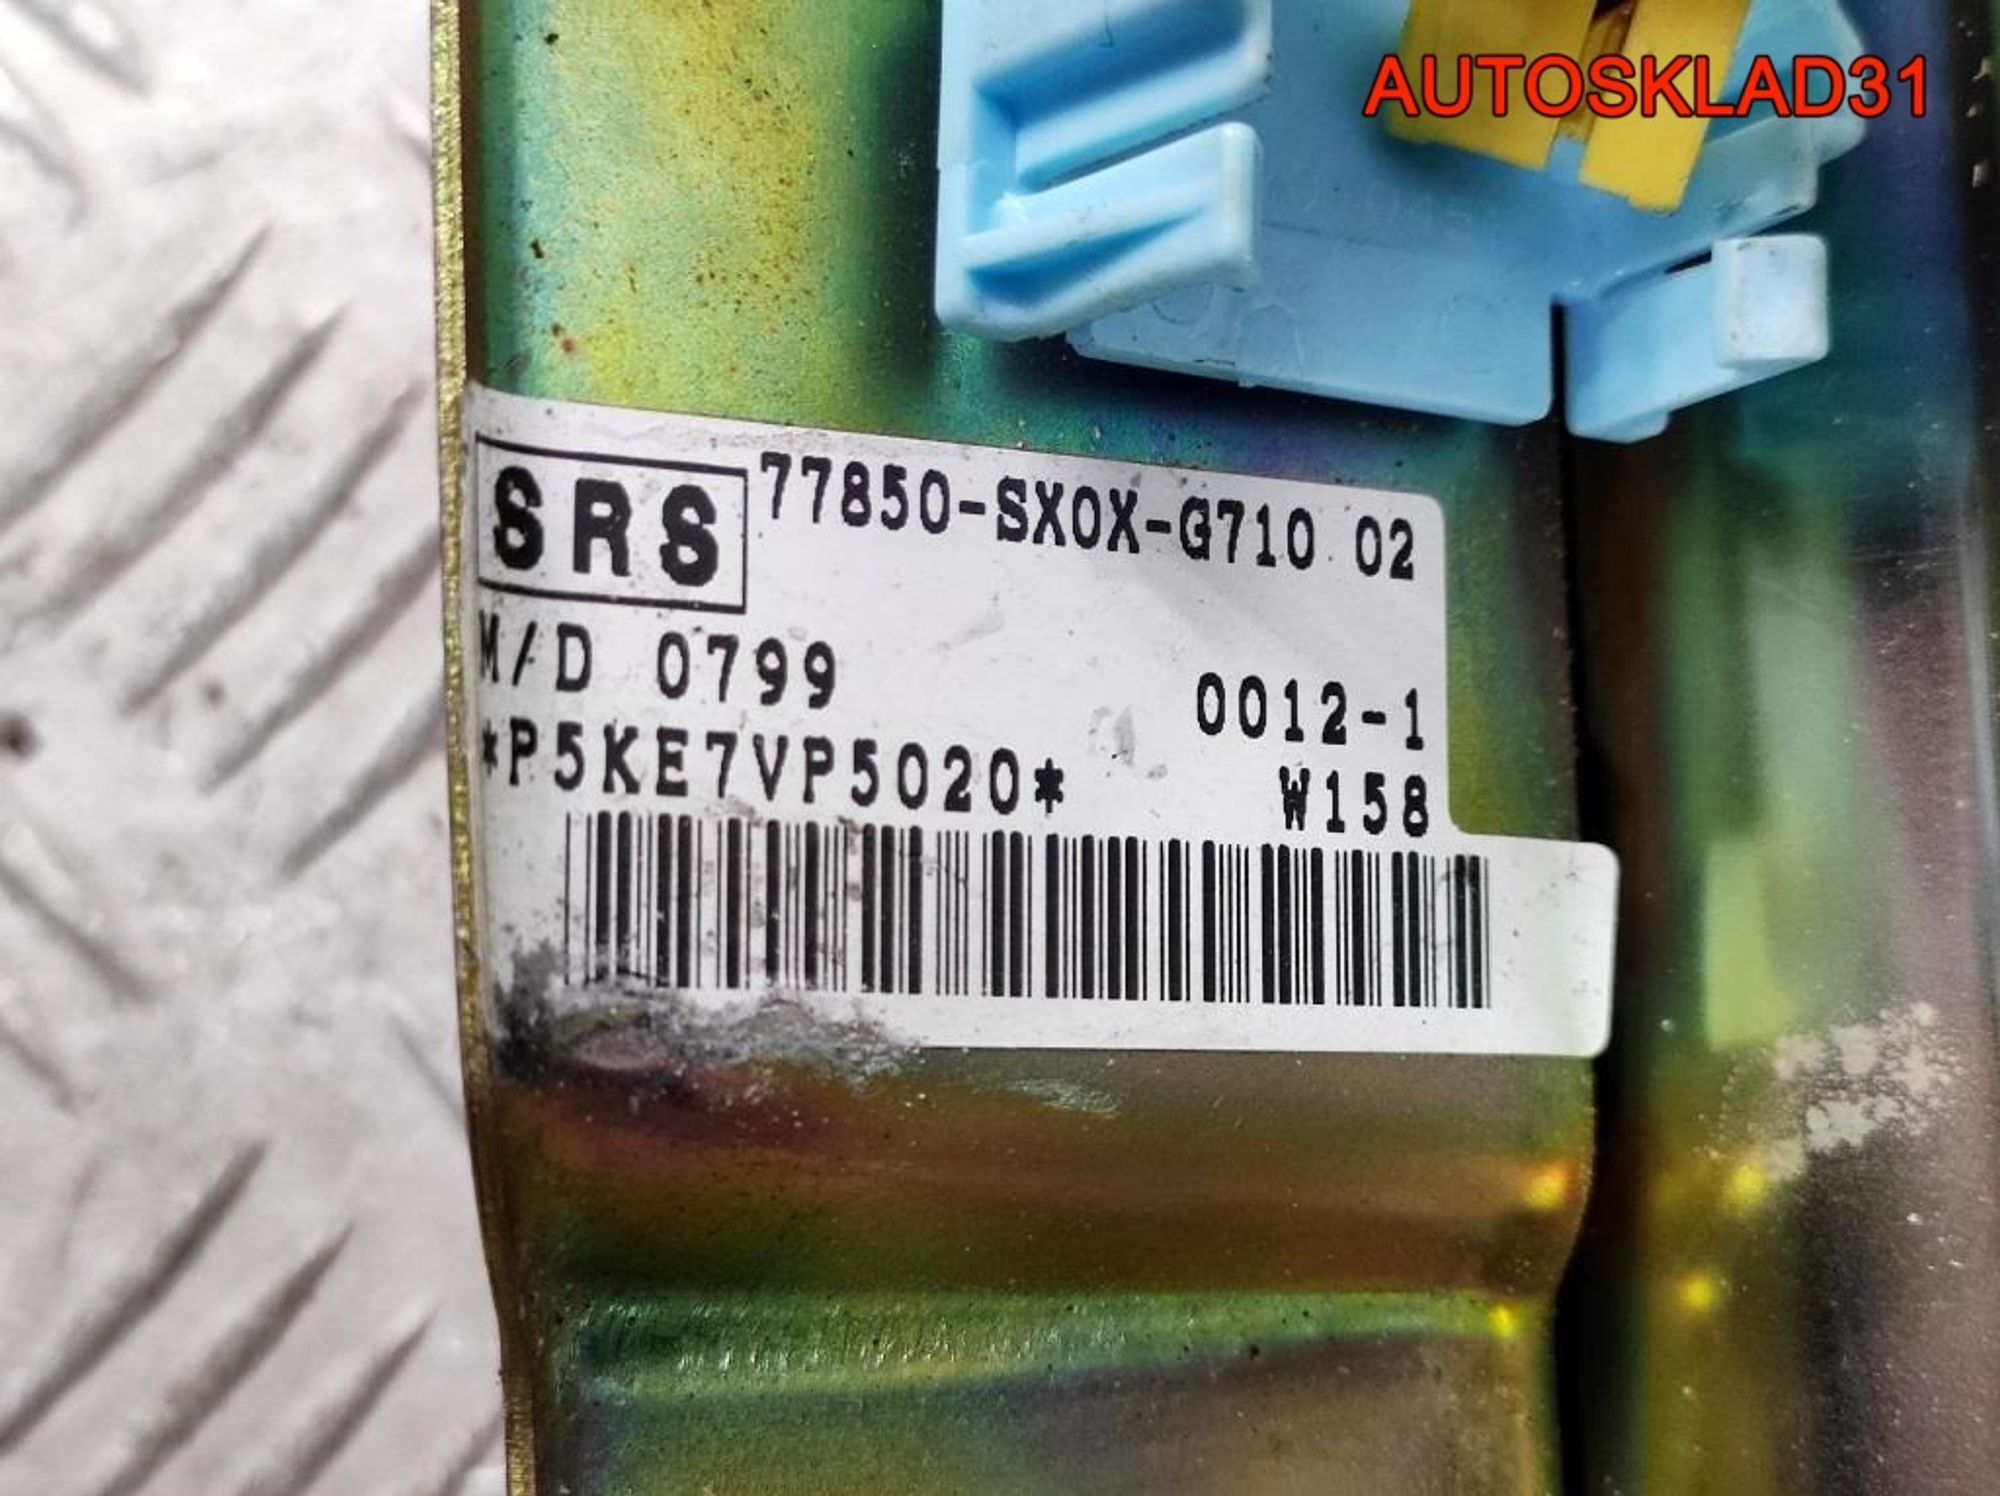 AUTOSKLAD31
SRS 77850-SX0X-G710 02
M/D 0799 0012-1
*P5KE7VP5020* W158